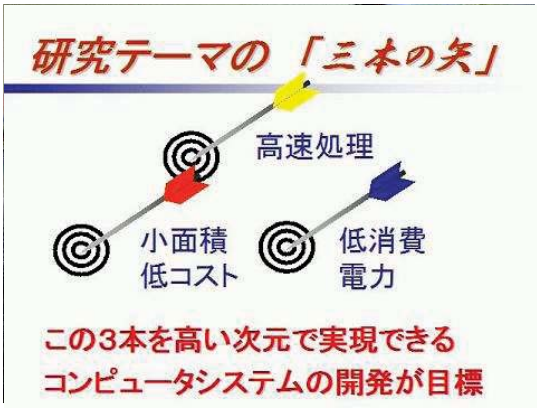 研究テーマの「三本の矢」
高速処理
小面積
低コスト
低消費
電力
この3本を高い次元で実現できる
コンピュータシステムの開発が目標